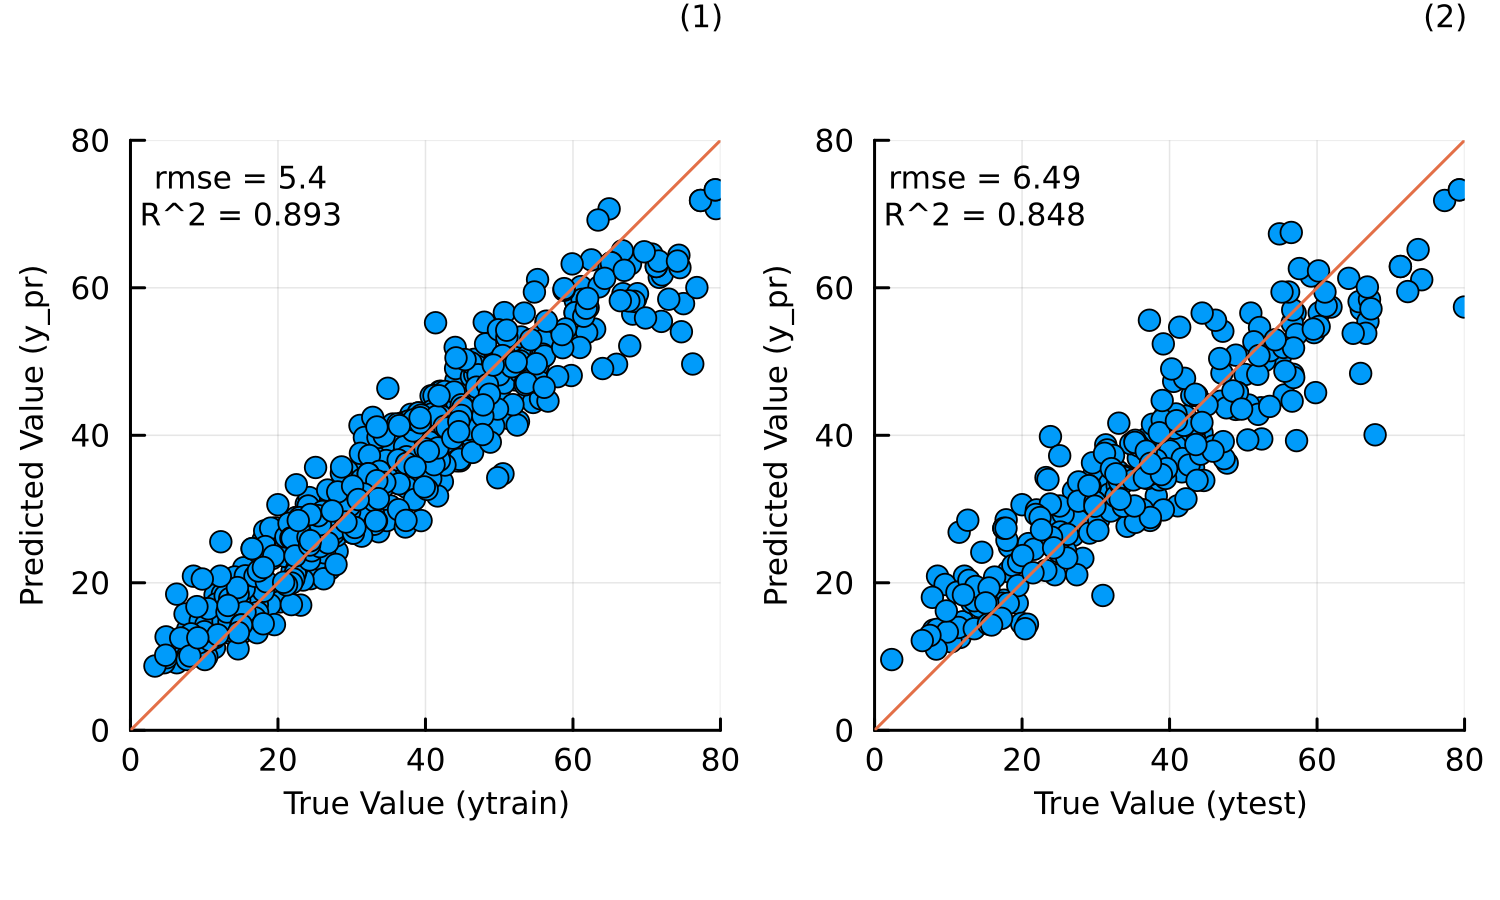 (1)
80
rmse = 5.4
R^2 = 0.893
60
40
20
0
Predicted Value (y_pr)
0 20 40 60 80
True Value (ytrain)
(2)
80
rmse = 6.49
R^2 = 0.848
60
40
20
0
Predicted Value (y_pr)
0 20 40 60 80
True Value (ytest)